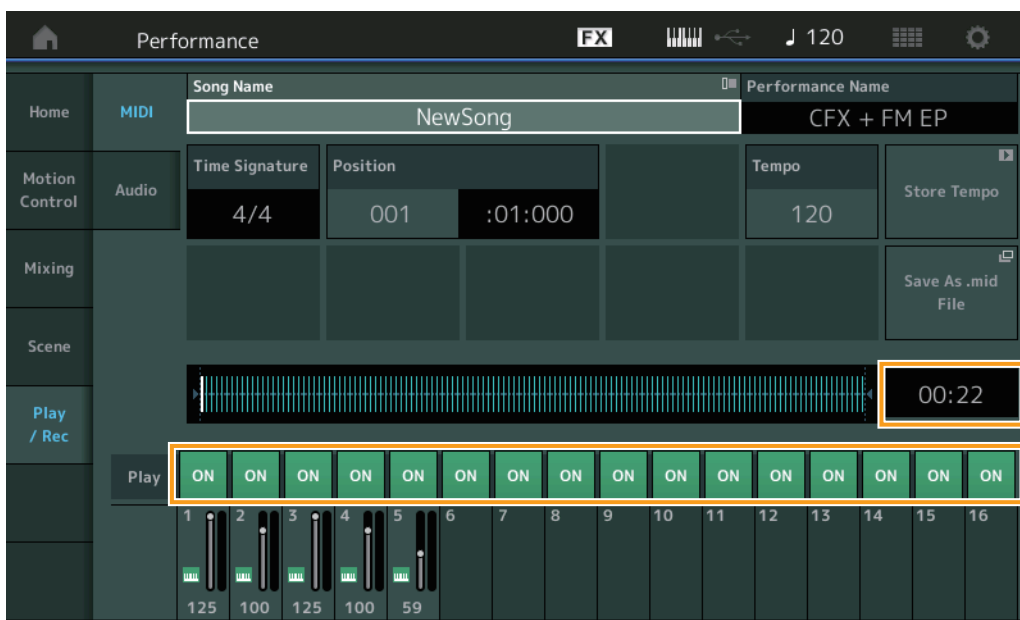 Performance
FX
♩ 120
Home
Motion
Control
Mixing
Scene
Play
/ Rec
MIDI
Audio
Song Name
NewSong
Performance Name
CFX + FM EP
Time Signature
4/4
Position
001 :01:000
Tempo
120
Store Tempo
Save As .mid
File
00:22
Play ON ON ON ON ON ON ON ON ON ON ON ON ON ON ON ON
1 2 3 4 5 6 7 8 9 10 11 12 13 14 15 16
125 100 125 100 59